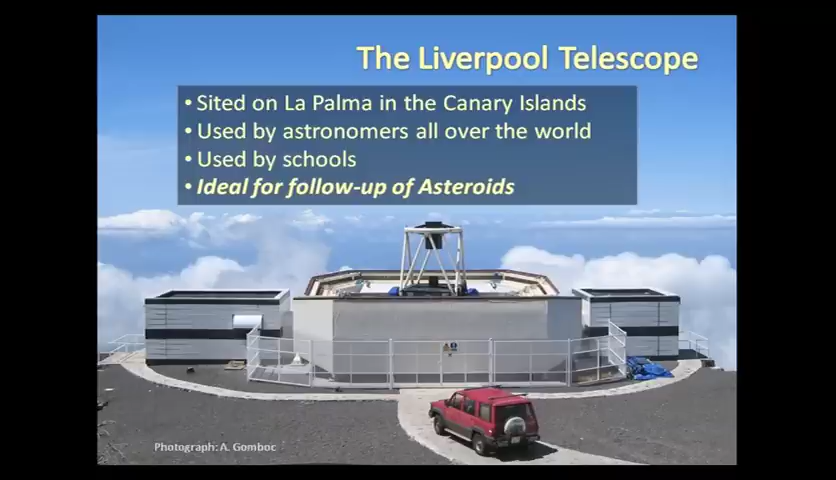 The Liverpool Telescope
• Sited on La Palma in the Canary Islands
• Used by astronomers all over the world
• Used by schools
• Ideal for follow-up of Asteroids
Photograph: A. Gomboc